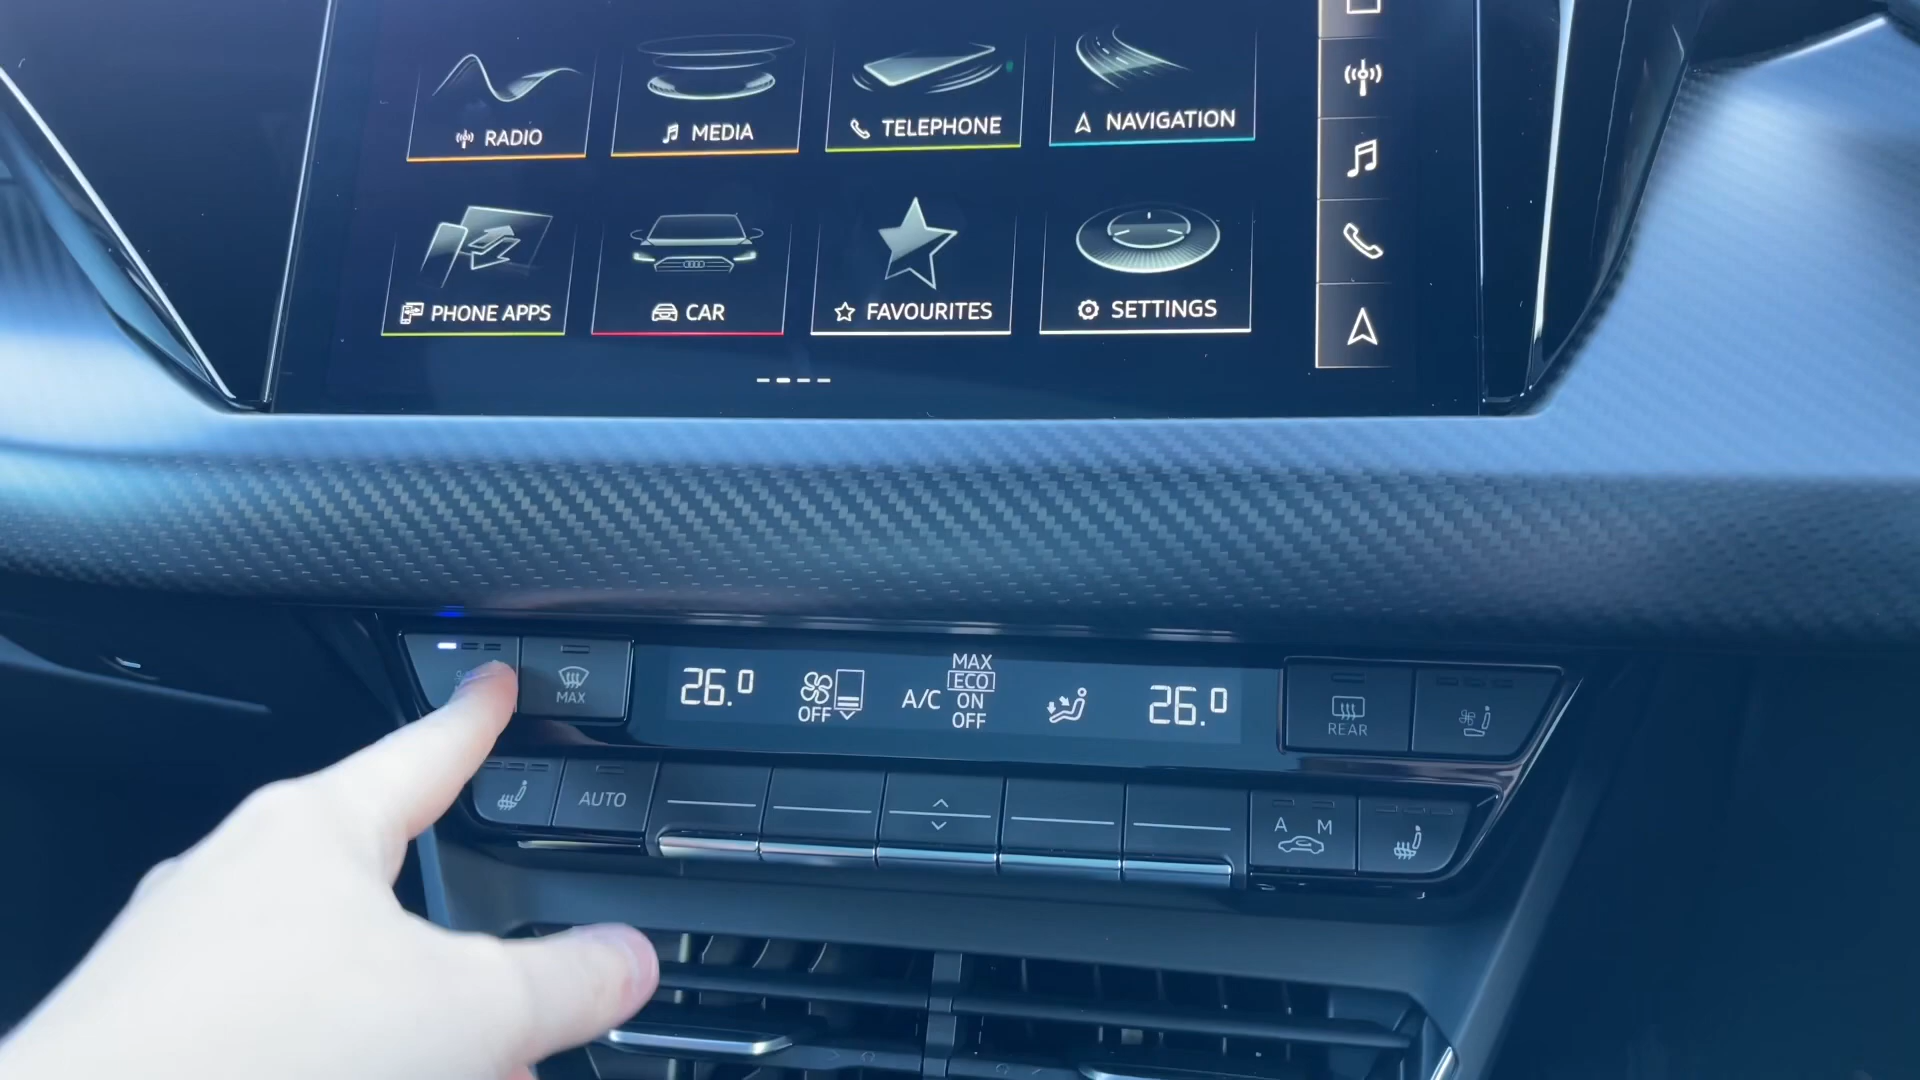 RADIO
MEDIA
TELEPHONE
NAVIGATION
PHONE APPS
CAR
FAVOURITES
SETTINGS
MAX
26.0
OFF
A/C
MAX
ECO
ON
OFF
26.0
REAR
AUTO
A M